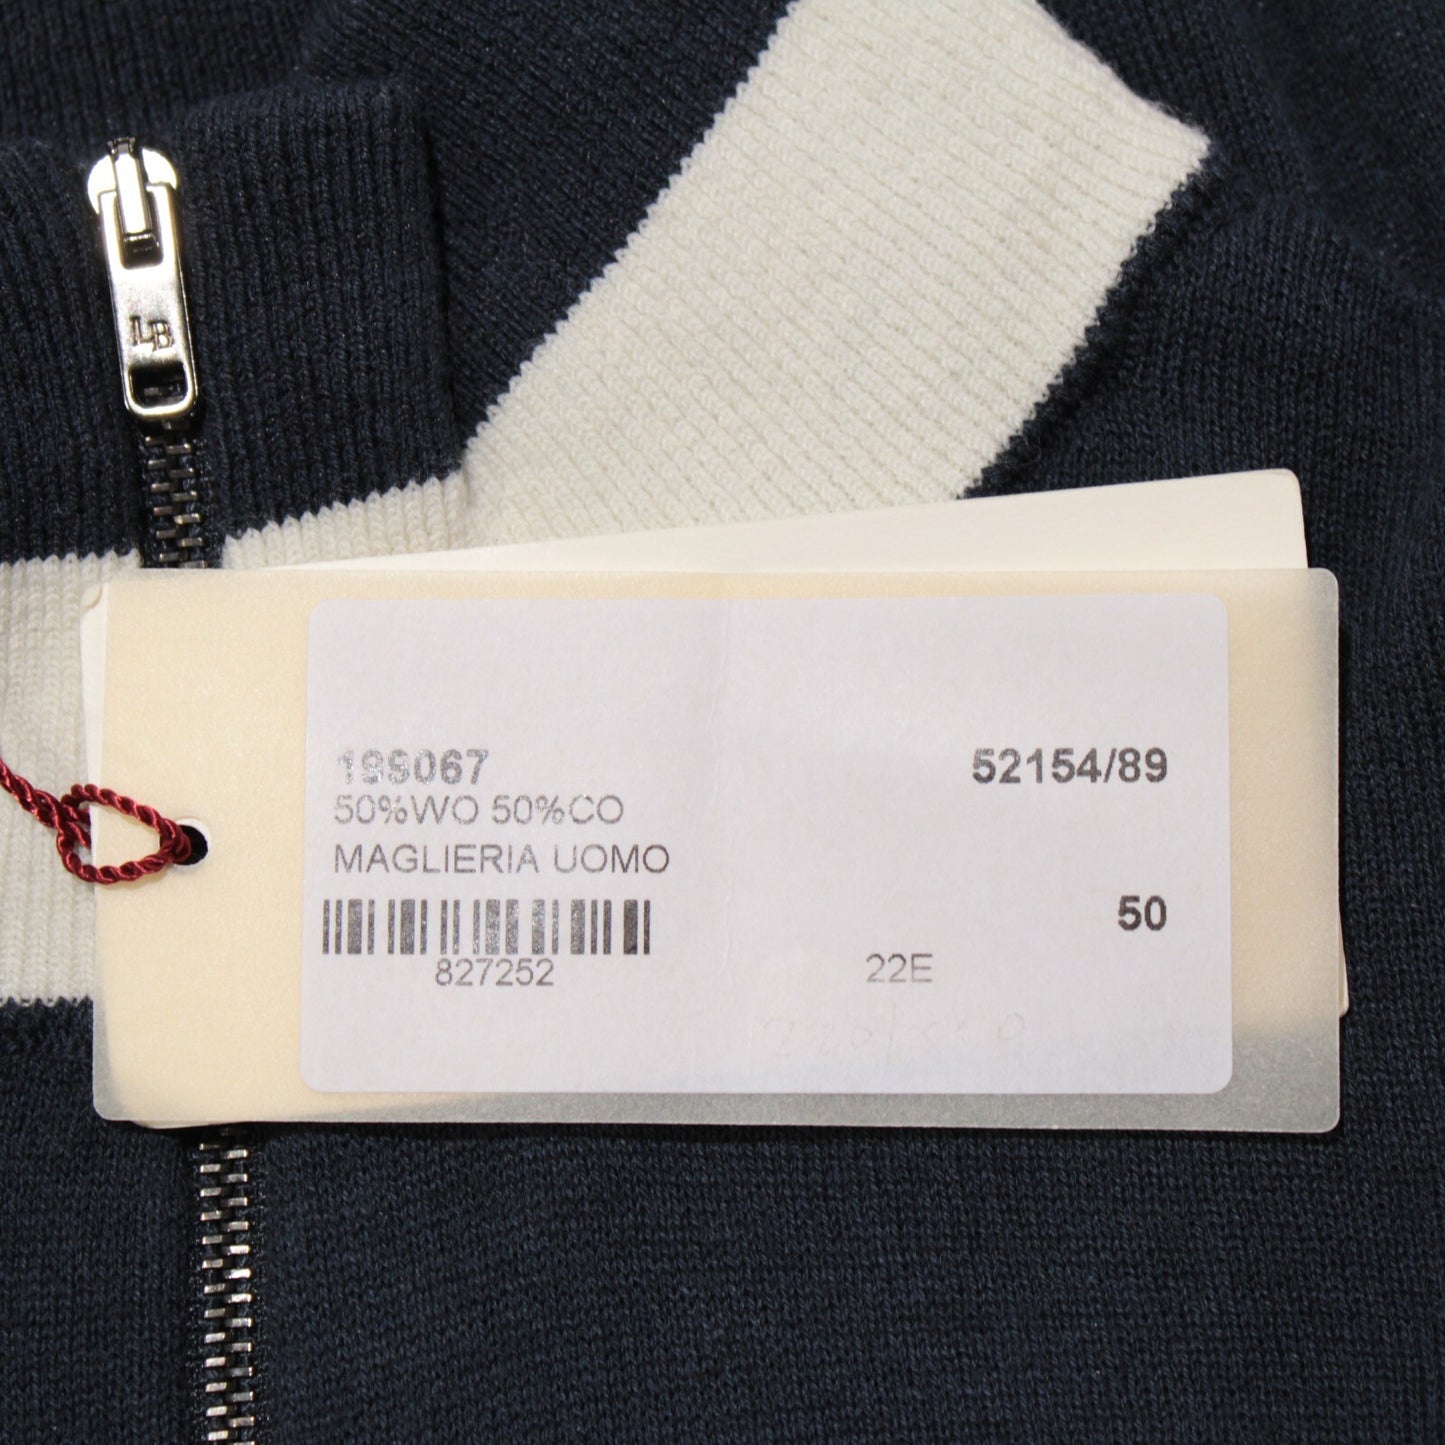 LB
199067
52154/89
50%WO 50%CO
MAGLIERIA UOMO
50
827252
22E